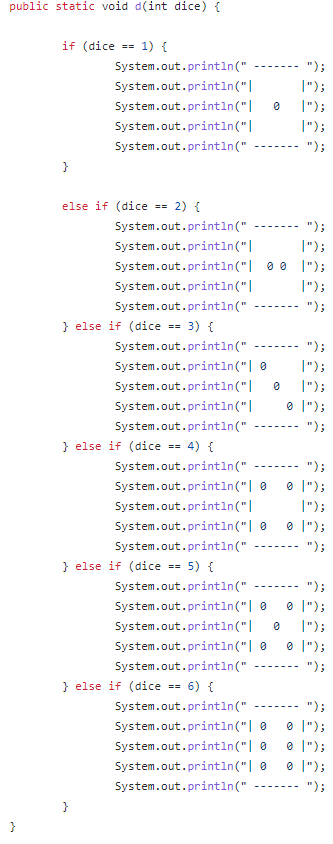 public static void d(int dice) {

        if (dice == 1) {
                System.out.println(" ------- ");
                System.out.println("|       |");
                System.out.println("|   0   |");
                System.out.println("|       |");
                System.out.println(" ------- ");
        }

        else if (dice == 2) {
                System.out.println(" ------- ");
                System.out.println("|       |");
                System.out.println("|  0 0  |");
                System.out.println("|       |");
                System.out.println(" ------- ");
        } else if (dice == 3) {
                System.out.println(" ------- ");
                System.out.println("| 0     |");
                System.out.println("|   0   |");
                System.out.println("|     0 |");
                System.out.println(" ------- ");
        } else if (dice == 4) {
                System.out.println(" ------- ");
                System.out.println("| 0   0 |");
                System.out.println("|       |");
                System.out.println("| 0   0 |");
                System.out.println(" ------- ");
        } else if (dice == 5) {
                System.out.println(" ------- ");
                System.out.println("| 0   0 |");
                System.out.println("|   0   |");
                System.out.println("| 0   0 |");
                System.out.println(" ------- ");
        } else if (dice == 6) {
                System.out.println(" ------- ");
                System.out.println("| 0   0 |");
                System.out.println("| 0   0 |");
                System.out.println("| 0   0 |");
                System.out.println(" ------- ");
        }
}